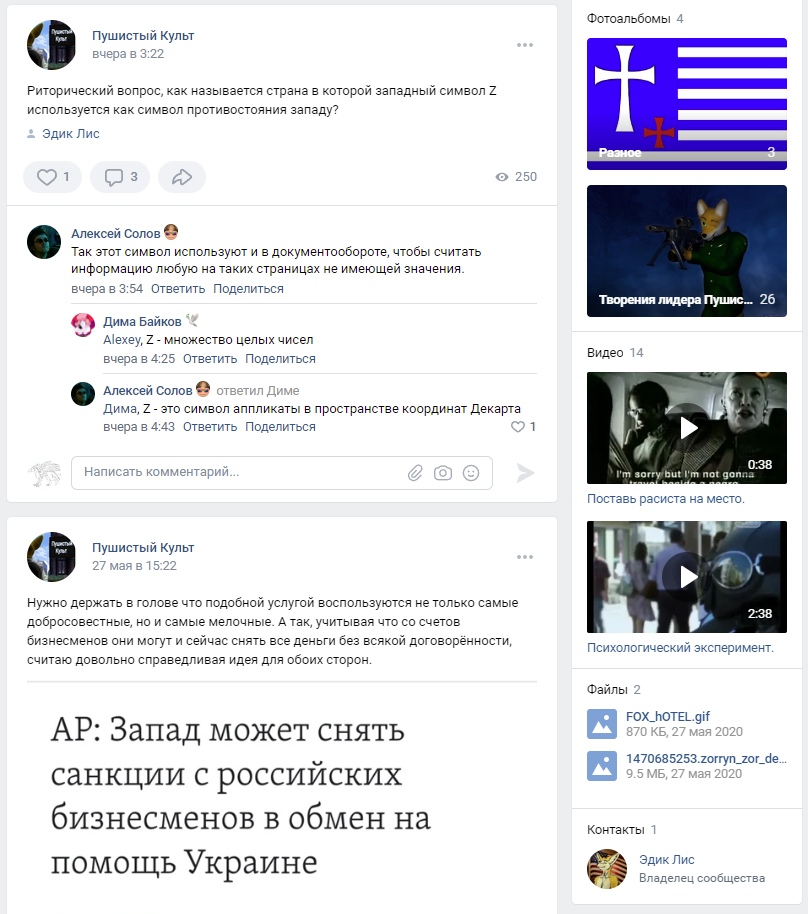 Пушистый Культ
вчера в 3:22
Риторический вопрос, как называется страна в которой западный символ Z
используется как символ противостояния западу?
Эдик Лис
1
3
250
Алексей Солов
Так этот символ используют и в документообороте, чтобы считать
информацию любую на таких страницах не имеющей значения.
вчера в 3:54 Ответить Поделиться
Дима Байков
Alexey, Z - множество целых чисел
вчера в 4:25 Ответить Поделиться
Алексей Солов ответил Диме
Дима, Z - это символ аппликаты в пространстве координат Декарта
вчера в 4:43 Ответить Поделиться 1
Написать комментарий...
Пушистый Культ
27 мая в 15:22
Нужно держать в голове что подобной услугой воспользуются не только самые
добросовестные, но и самые мелочные. А так, учитывая что со счетов
бизнесменов они могут и сейчас снять все деньги без всякой договорённости,
считаю довольно справедливая идея для обоих сторон.
AP: Запад может снять
санкции с российских
бизнесменов в обмен на
помощь Украине
Фотоальбомы 4
Разное 3
Творения лидера Пушис... 26
Видео 14
I'm sorry but I'm not gonna
travel beside a negro
0:38
Поставь расиста на место.
2:38
Психологический эксперимент.
Файлы 2
FOX_hOTEL.gif
870 КБ, 27 мая 2020
1470685253.zorryn_zor_de...
9.5 МБ, 27 мая 2020
Контакты 1
Эдик Лис
Владелец сообщества